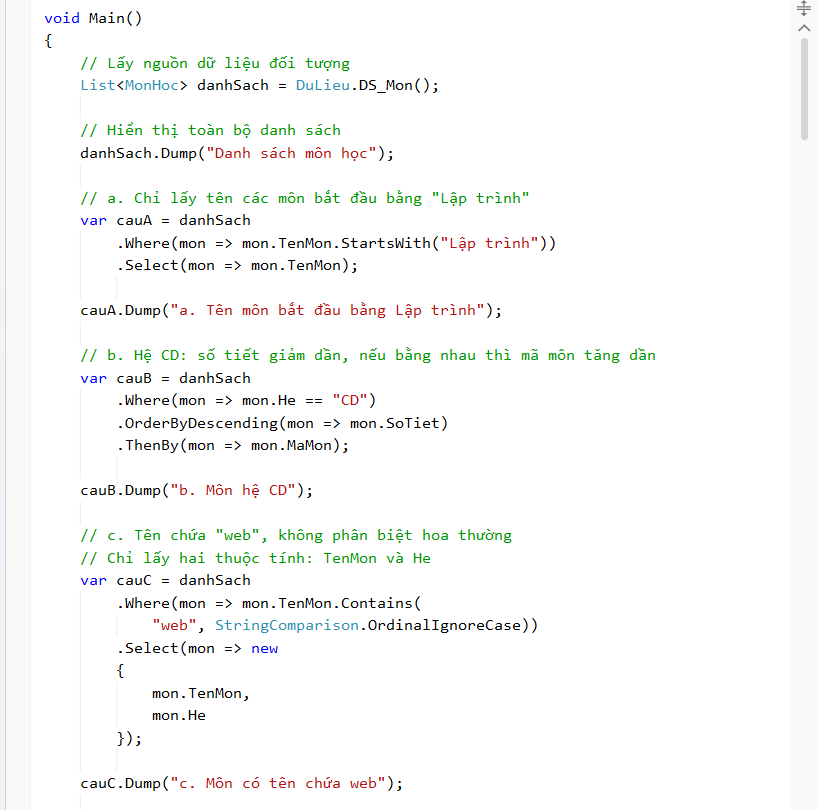 void Main()
{
// Lấy nguồn dữ liệu đối tượng
List<MonHoc> danhSach = DuLieu.DS_Mon();
// Hiển thị toàn bộ danh sách
danhSach.Dump("Danh sách môn học");
// a. Chỉ lấy tên các môn bắt đầu bằng "Lập trình"
var cauA = danhSach
.Where(mon => mon.TenMon.StartsWith("Lập trình"))
.Select(mon => mon.TenMon);
cauA.Dump("a. Tên môn bắt đầu bằng Lập trình");
// b. Hệ CD: số tiết giảm dần, nếu bằng nhau thì mã môn tăng dần
var cauB = danhSach
.Where(mon => mon.He == "CD")
.OrderByDescending(mon => mon.SoTiet)
.ThenBy(mon => mon.MaMon);
cauB.Dump("b. Môn hệ CD");
// c. Tên chứa "web", không phân biệt hoa thường
// Chỉ lấy hai thuộc tính: TenMon và He
var cauC = danhSach
.Where(mon => mon.TenMon.Contains(
"web", StringComparison.OrdinalIgnoreCase))
.Select(mon => new
{
mon.TenMon,
mon.He
});
cauC.Dump("c. Môn có tên chứa web");